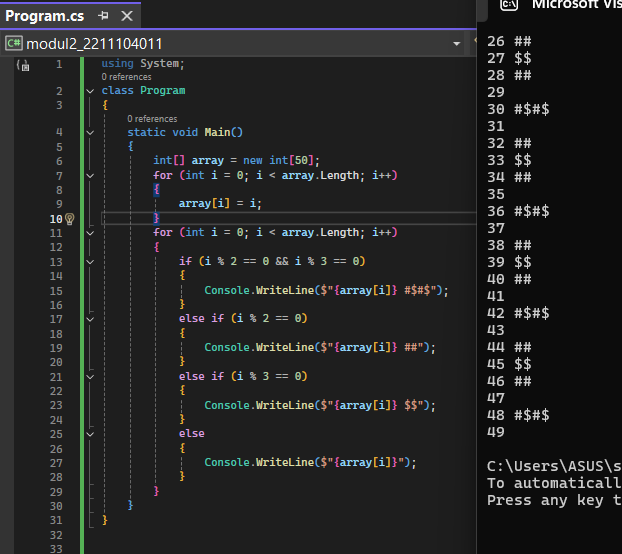 Program.cs
C# modul2_2211104011
1 using System;
0 references
2 class Program
3 {
0 references
4 static void Main()
5 {
6 int[] array = new int[50];
7 for (int i = 0; i < array.Length; i++)
8 {
9 array[i] = i;
10 }
11 for (int i = 0; i < array.Length; i++)
12 {
13 if (i % 2 == 0 && i % 3 == 0)
14 {
15 Console.WriteLine($"{array[i]} #$#$");
16 }
17 else if (i % 2 == 0)
18 {
19 Console.WriteLine($"{array[i]} ##");
20 }
21 else if (i % 3 == 0)
22 {
23 Console.WriteLine($"{array[i]} $$");
24 }
25 else
26 {
27 Console.WriteLine($"{array[i]}");
28 }
29 }
30 }
31 }
32
33
Microsoft Vis
26 ##
27 $$
28 ##
29
30 #$#$
31
32 ##
33 $$
34 ##
35
36 #$#$
37
38 ##
39 $$
40 ##
41
42 #$#$
43
44 ##
45 $$
46 ##
47
48 #$#$
49
C:\Users\ASUS\s
To automaticall
Press any key t